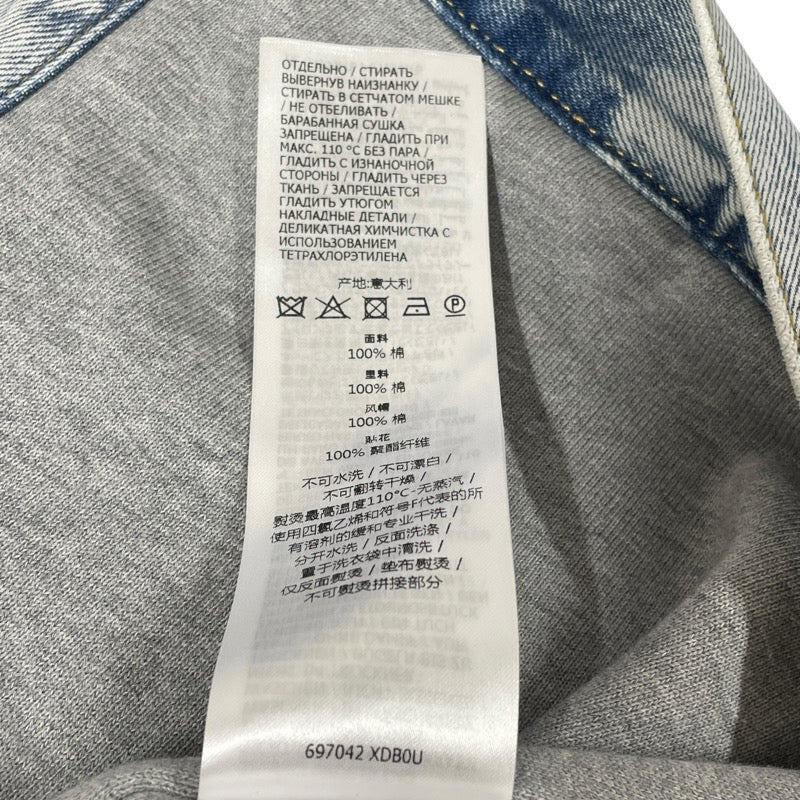 ОТДЕЛЬНО / СТИРАТЬ
ВЫВЕРНУВ НАИЗНАНКУ /
СТИРАТЬ В СЕТЧАТОМ МЕШКЕ
/ НЕ ОТБЕЛИВАТЬ /
БАРАБАННАЯ СУШКА
ЗАПРЕЩЕНА / ГЛАДИТЬ ПРИ
МАКС. 110 °C БЕЗ ПАРА /
ГЛАДИТЬ С ИЗНАНОЧНОЙ
СТОРОНЫ / ГЛАДИТЬ ЧЕРЕЗ
ТКАНЬ / ЗАПРЕЩАЕТСЯ
ГЛАДИТЬ УТЮГОМ
НАКЛАДНЫЕ ДЕТАЛИ /
ДЕЛИКАТНАЯ ХИМЧИСТКА С
ИСПОЛЬЗОВАНИЕМ
ТЕТРАХЛОРЭТИЛЕНА
产地:意大利
P
面料
100% 棉
里料
100% 棉
风帽
100% 棉
贴花
100% 聚酯纤维
不可水洗 / 不可漂白 /
不可翻转干燥 /
熨烫最高温度110°C-无蒸汽 /
使用四氯乙烯和符号F代表的所
有溶剂的缓和专业干洗 /
分开水洗 / 反面洗涤 /
置于洗衣袋中清洗 /
仅反面熨烫 / 垫布熨烫 /
不可熨烫拼接部分
697042 XDB0U